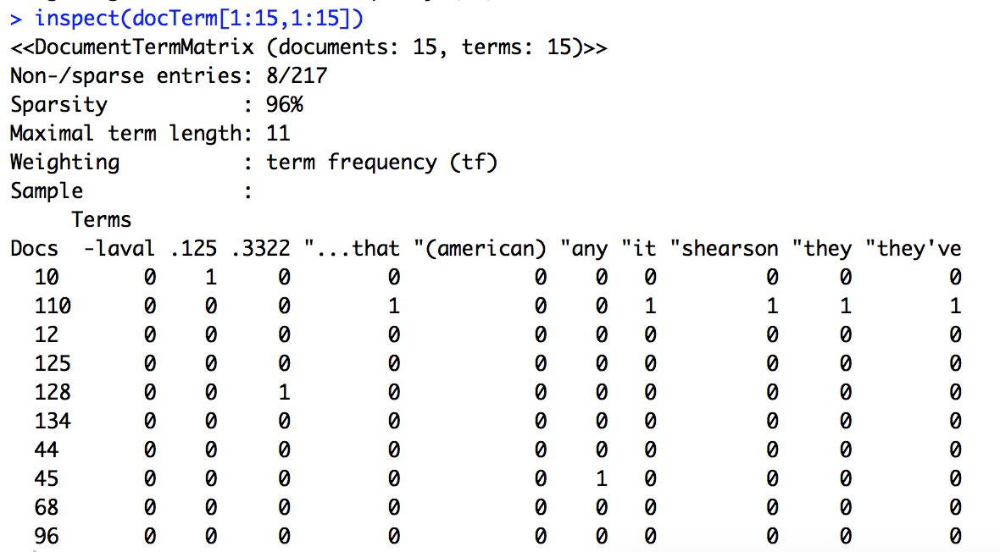 > inspect(docTerm[1:15,1:15])
<<DocumentTermMatrix (documents: 15, terms: 15)>>
Non-/sparse entries: 8/217
Sparsity           : 96%
Maximal term length: 11
Weighting          : term frequency (tf)
Sample             :
     Terms
Docs  -laval .125 .3322 "...that "(american) "any "it "shearson "they "they've
  10       0    1     0        0           0    0   0         0     0        0
  110      0    0     0        1           0    0   1         1     1        1
  12       0    0     0        0           0    0   0         0     0        0
  125      0    0     0        0           0    0   0         0     0        0
  128      0    0     1        0           0    0   0         0     0        0
  134      0    0     0        0           0    0   0         0     0        0
  44       0    0     0        0           0    0   0         0     0        0
  45       0    0     0        0           0    1   0         0     0        0
  68       0    0     0        0           0    0   0         0     0        0
  96       0    0     0        0           0    0   0         0     0        0